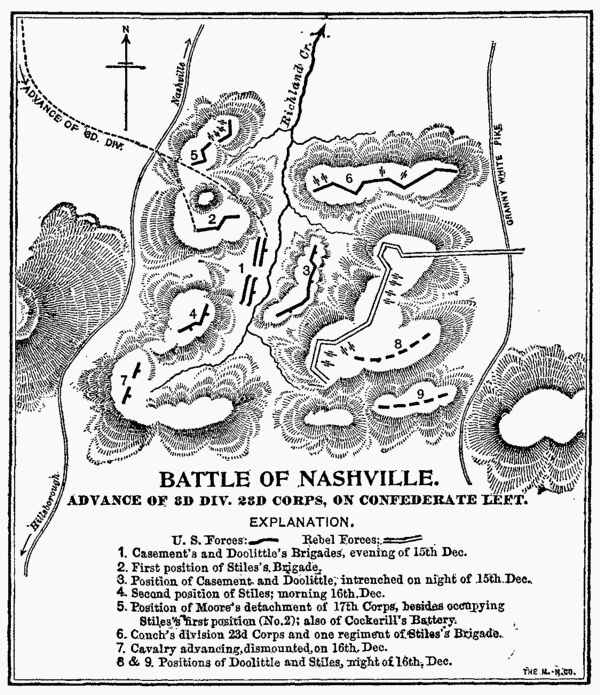 N
Nashville
Richland Cr.
ADVANCE OF 3D. DIV.
GRANNY WHITE PIKE
5
6
2
1
3
4
8
7
9
Hillsborough
BATTLE OF NASHVILLE.
ADVANCE OF 3D DIV. 23D CORPS, ON CONFEDERATE LEFT.
EXPLANATION.
U. S. Forces: Rebel Forces;
1. Casement's and Doolittle's Brigades, evening of 15th Dec.
2. First position of Stiles's Brigade.
3. Position of Casement and Doolittle, intrenched on night of 15th Dec.
4. Second position of Stiles; morning 16th Dec.
5. Position of Moore's detachment of 17th Corps, besides occupying
Stiles's first position (No. 2); also of Cockerill's Battery.
6. Couch's division 23d Corps and one regiment of Stiles's Brigade.
7. Cavalry advancing, dismounted, on 16th Dec.
8 & 9. Positions of Doolittle and Stiles, night of 16th, Dec.
THE M.-N. CO.